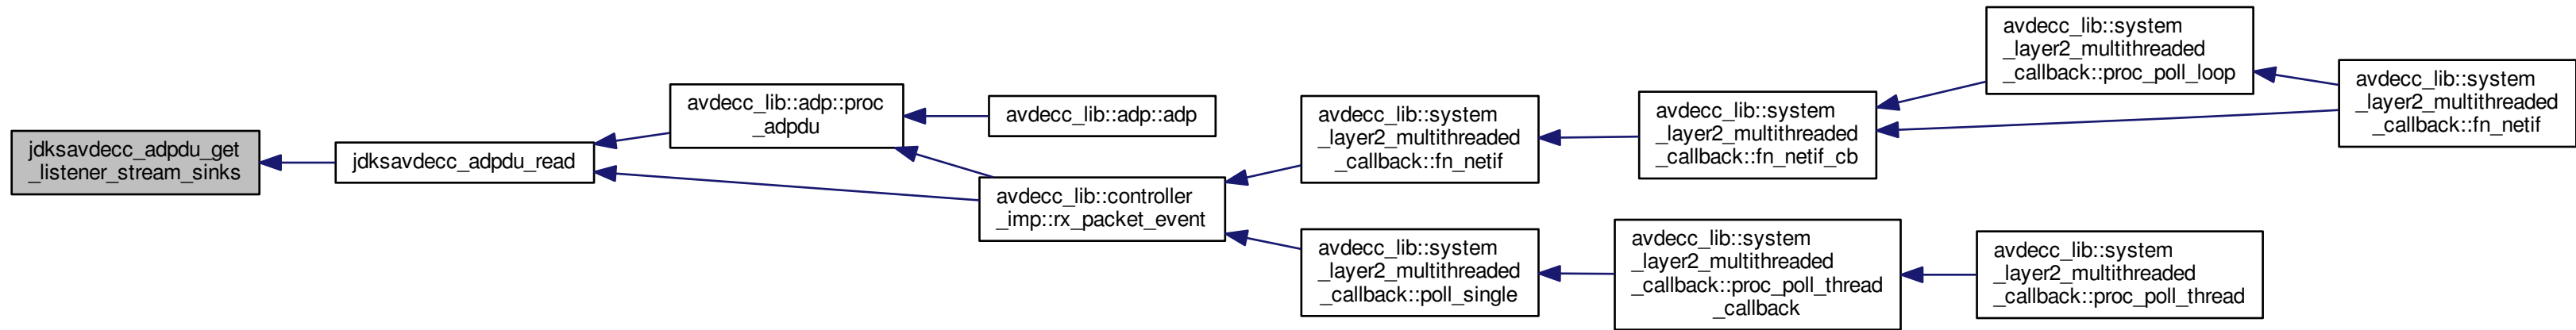 jdksavdecc_adpdu_get
_listener_stream_sinks
jdksavdecc_adpdu_read
avdecc_lib::adp::proc
_adpdu
avdecc_lib::adp::adp
avdecc_lib::controller
_imp::rx_packet_event
avdecc_lib::system
_layer2_multithreaded
_callback::fn_netif
avdecc_lib::system
_layer2_multithreaded
_callback::fn_netif_cb
avdecc_lib::system
_layer2_multithreaded
_callback::proc_poll_loop
avdecc_lib::system
_layer2_multithreaded
_callback::fn_netif
avdecc_lib::system
_layer2_multithreaded
_callback::poll_single
avdecc_lib::system
_layer2_multithreaded
_callback::proc_poll_thread
_callback
avdecc_lib::system
_layer2_multithreaded
_callback::proc_poll_thread